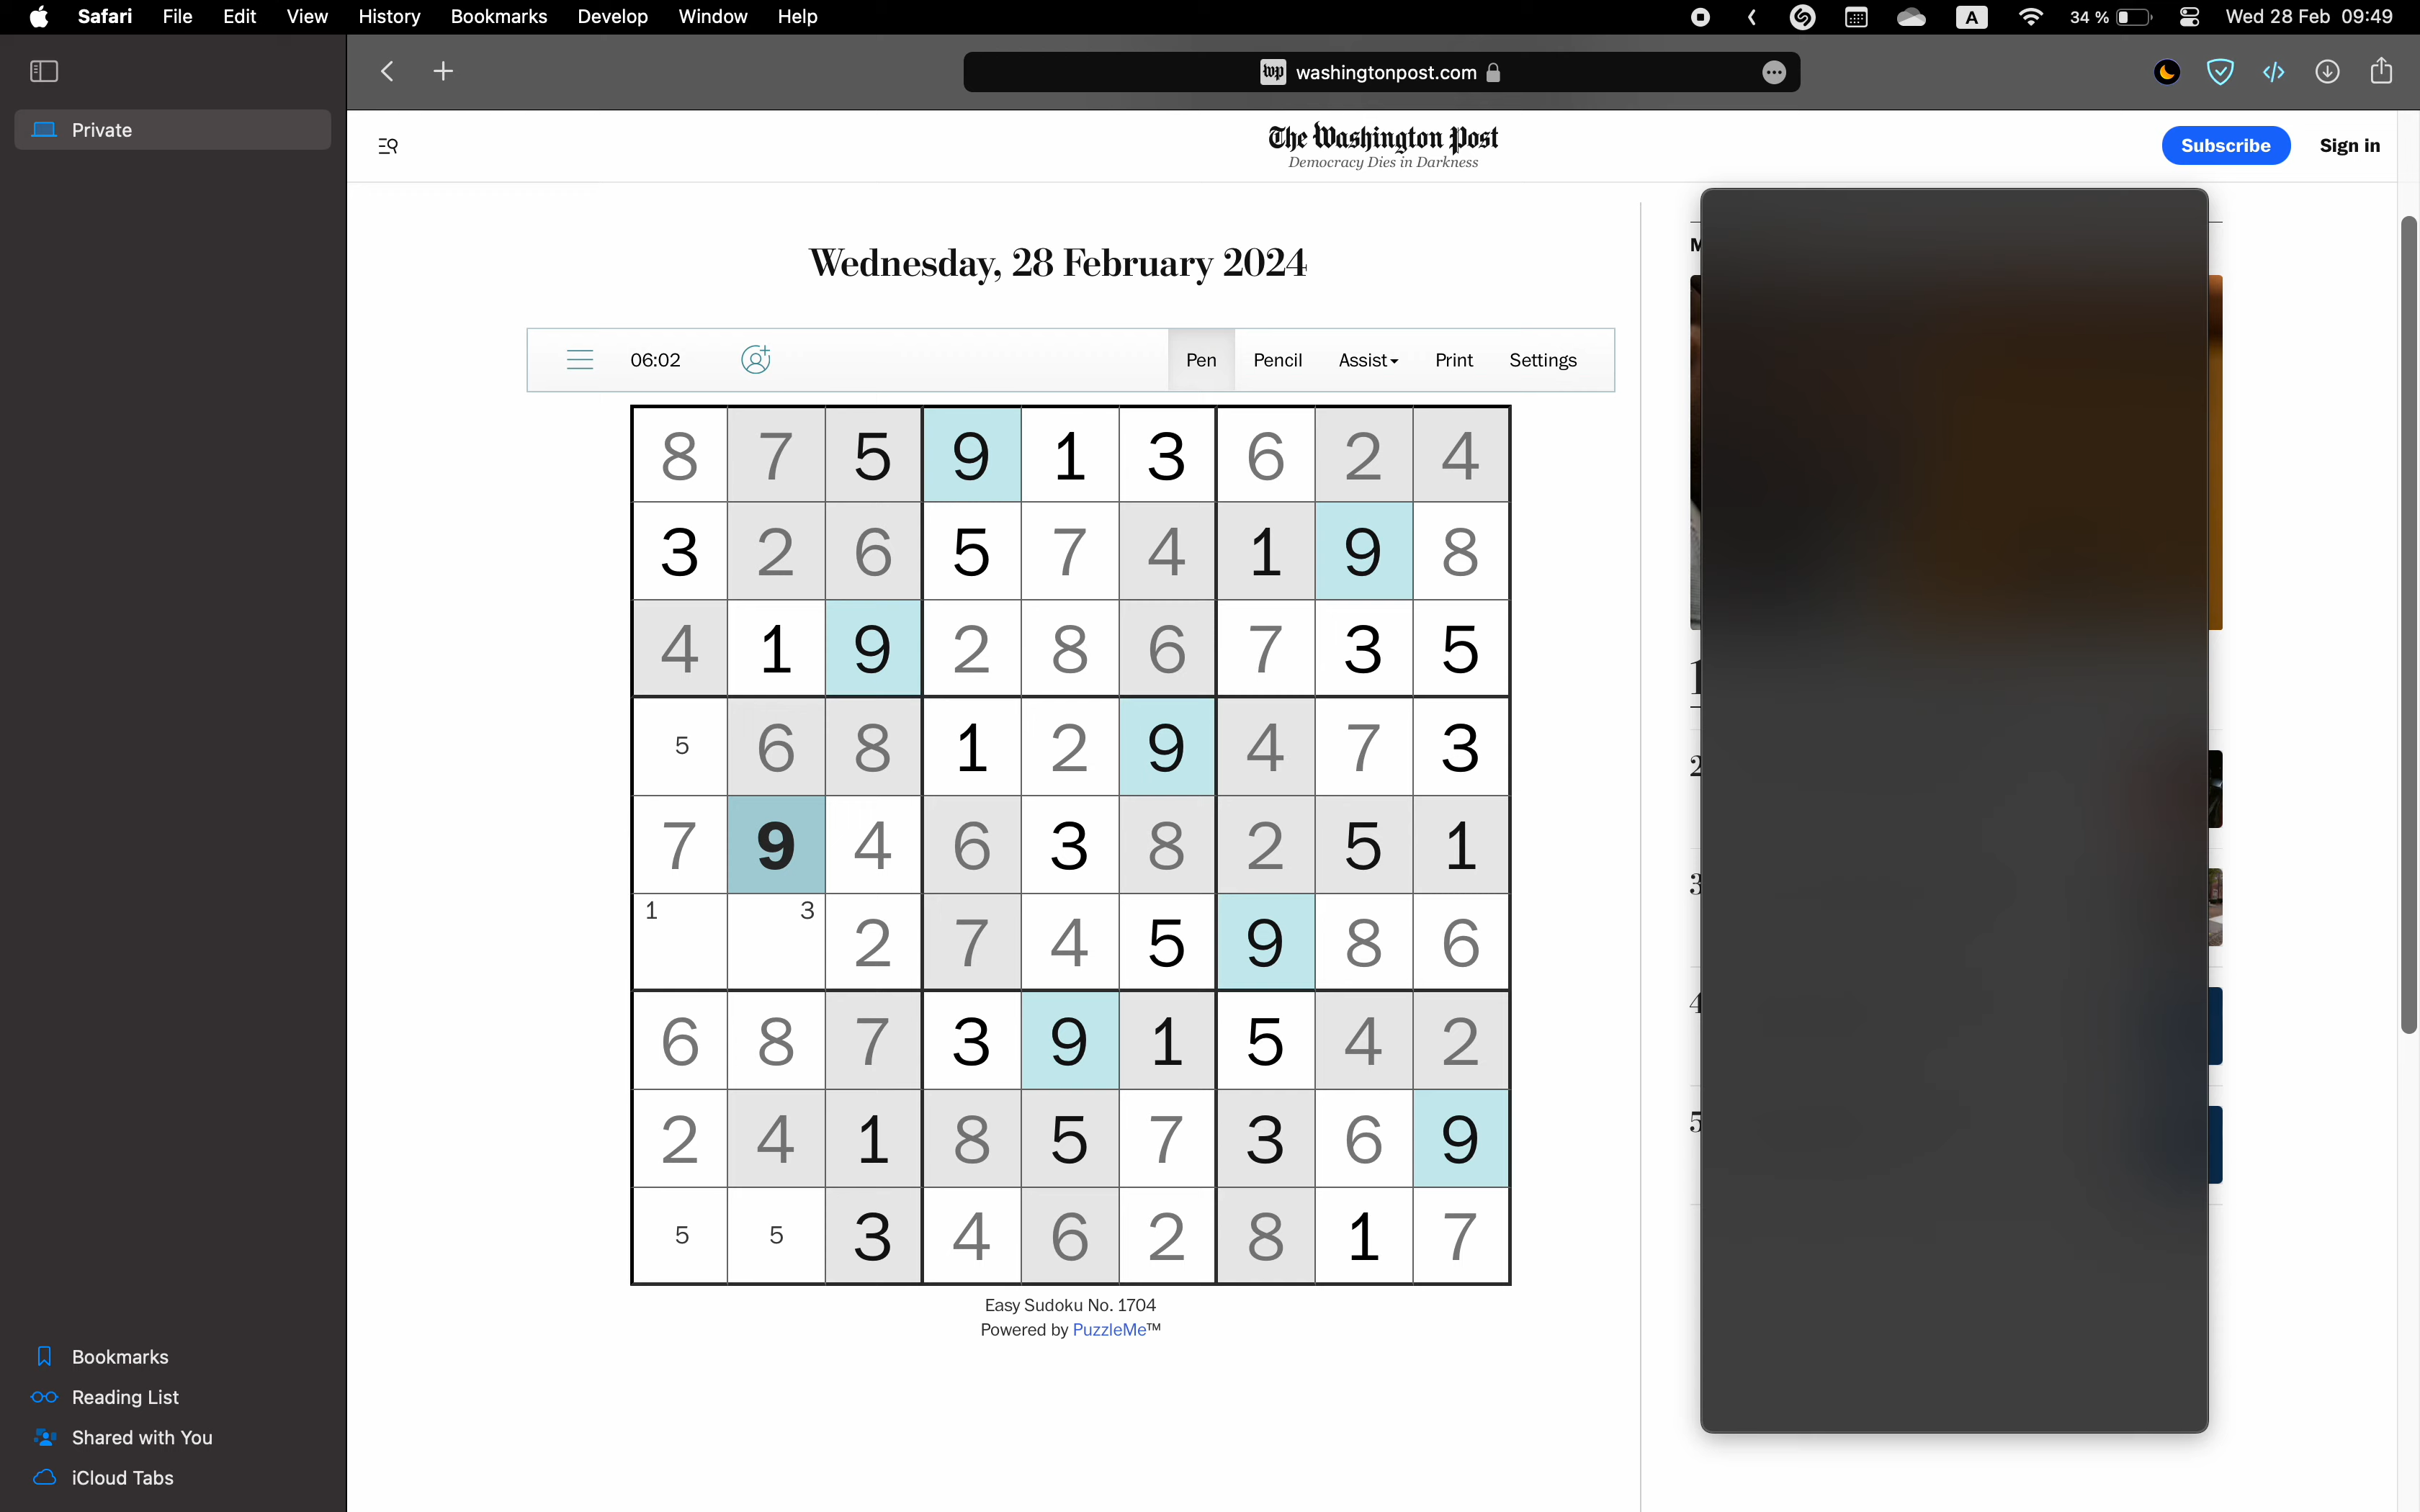 Safari File Edit View History Bookmarks Develop Window Help A 34 % Wed 28 Feb 09:49
Private
wp washingtonpost.com
The Washington Post
Democracy Dies in Darkness
Subscribe Sign in
Wednesday, 28 February 2024
06:02 Pen Pencil Assist Print Settings
8 7 5 9 1 3 6 2 4
3 2 6 5 7 4 1 9 8
4 1 9 2 8 6 7 3 5
5 6 8 1 2 9 4 7 3
7 9 4 6 3 8 2 5 1
1 3 2 7 4 5 9 8 6
6 8 7 3 9 1 5 4 2
2 4 1 8 5 7 3 6 9
5 5 3 4 6 2 8 1 7
Easy Sudoku No. 1704
Powered by PuzzleMe™
M
1
2
3
4
5
Bookmarks
Reading List
Shared with You
iCloud Tabs